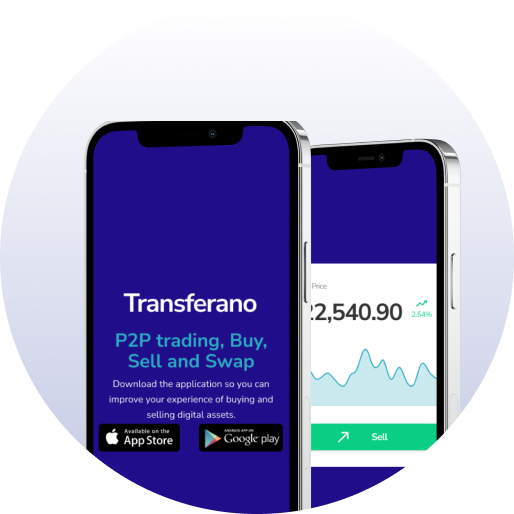 Transferano
P2P trading, Buy,
Sell and Swap
Download the application so you can
improve your experience of buying and
selling digital assets.
Available on the
App Store
ANDROID APP ON
Google play
Price
2,540.90
2.54%
Sell